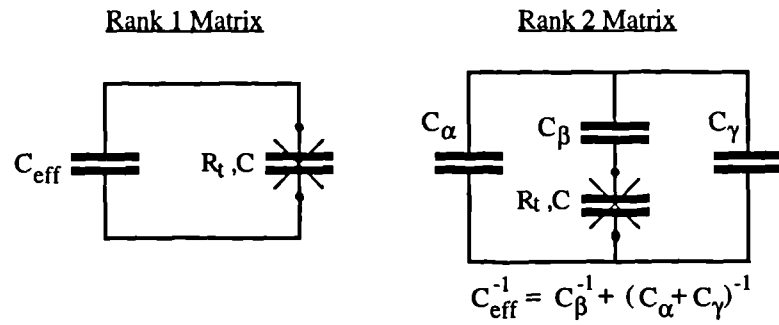 Rank 1 Matrix
C_eff
R_t ,C
Rank 2 Matrix
C_α
C_β
C_γ
R_t ,C
C_eff^-1 = C_β^-1 + (C_α + C_γ)^-1